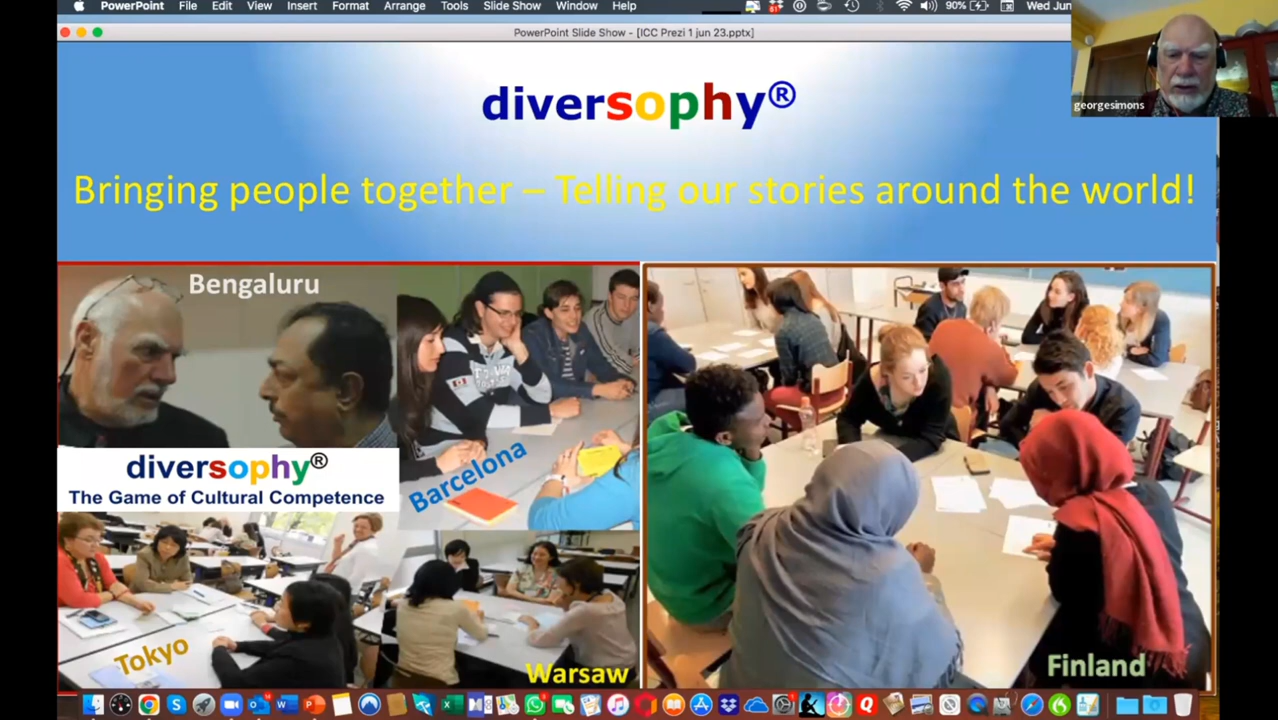 PowerPoint File Edit View Insert Format Arrange Tools Slide Show Window Help 90% Wed Jun
PowerPoint Slide Show - [ICC Prezi 1 jun 23.pptx]
georgesimons
diversophy®
Bringing people together – Telling our stories around the world!
Bengaluru
diversophy®
The Game of Cultural Competence
Barcelona
Tokyo
Warsaw
Finland